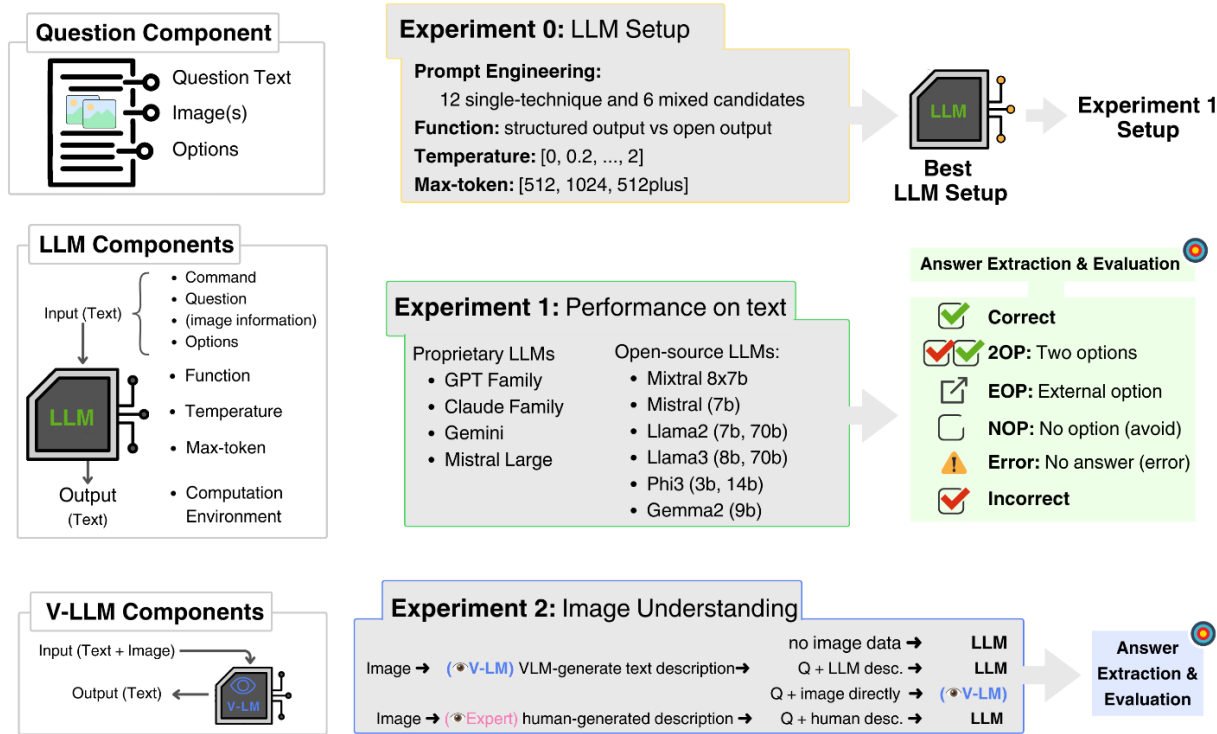 Question Component
Question Text
Image(s)
Options
Experiment 0: LLM Setup
Prompt Engineering:
12 single-technique and 6 mixed candidates
Function: structured output vs open output
Temperature: [0, 0.2, ..., 2]
Max-token: [512, 1024, 512plus]
LLM
Best
LLM Setup
Experiment 1
Setup
LLM Components
Input (Text)
• Command
• Question
• (image information)
• Options
• Function
• Temperature
• Max-token
• Computation
Environment
LLM
Output
(Text)
Experiment 1: Performance on text
Proprietary LLMs
• GPT Family
• Claude Family
• Gemini
• Mistral Large
Open-source LLMs:
• Mixtral 8x7b
• Mistral (7b)
• Llama2 (7b, 70b)
• Llama3 (8b, 70b)
• Phi3 (3b, 14b)
• Gemma2 (9b)
Answer Extraction & Evaluation
Correct
2OP: Two options
EOP: External option
NOP: No option (avoid)
Error: No answer (error)
Incorrect
V-LLM Components
Input (Text + Image)
Output (Text)
V-LM
Experiment 2: Image Understanding
no image data ➜ LLM
Image ➜ (👁V-LM) VLM-generate text description➜ Q + LLM desc. ➜ LLM
Q + image directly ➜ (👁V-LM)
Image ➜ (👁Expert) human-generated description ➜ Q + human desc. ➜ LLM
Answer
Extraction &
Evaluation